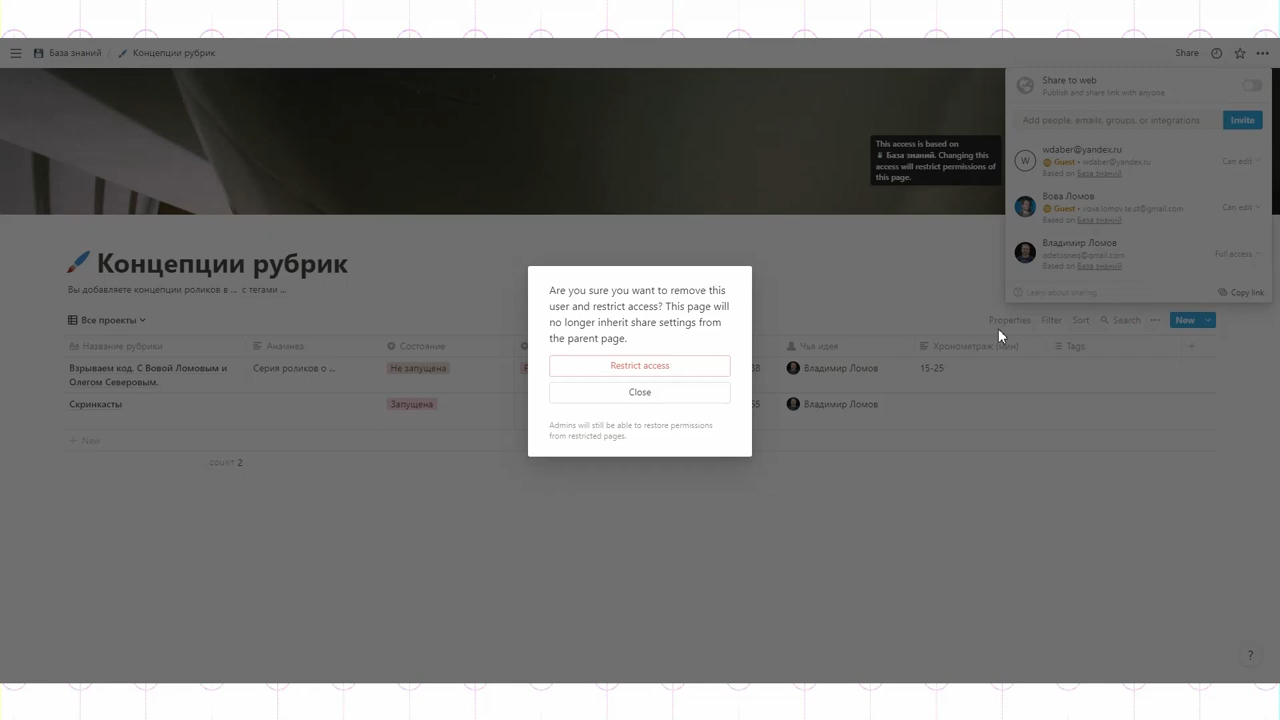 База знаний / Концепции рубрик
Share
Share to web
Publish and share link with anyone
Add people, emails, groups, or integrations
Invite
This access is based on
База знаний. Changing this
access will restrict permissions of
this page.
W
wdaber@yandex.ru
Guest • wdaber@yandex.ru
Can edit
Based on База знаний
Вова Ломов
Can edit
Based on База знаний
Владимир Ломов
Full access
Based on База знаний
Learn about sharing
Copy link
Концепции рубрик
Вы добавляете концепции роликов в ... с тегами ...
Все проекты
Properties
Filter
Sort
Search
New
Название рубрики
Анамнез
Состояние
Чья идея
Хронометраж (мин)
Tags
Взрываем код. С Вовой Ломовым и
Олегом Северовым.
Серия роликов о ...
Не запущена
Владимир Ломов
15-25
Скринкасты
Запущена
Владимир Ломов
+ New
COUNT 2
Are you sure you want to remove this
user and restrict access? This page will
no longer inherit share settings from
the parent page.
Restrict access
Close
Admins will still be able to restore permissions
from restricted pages.
?